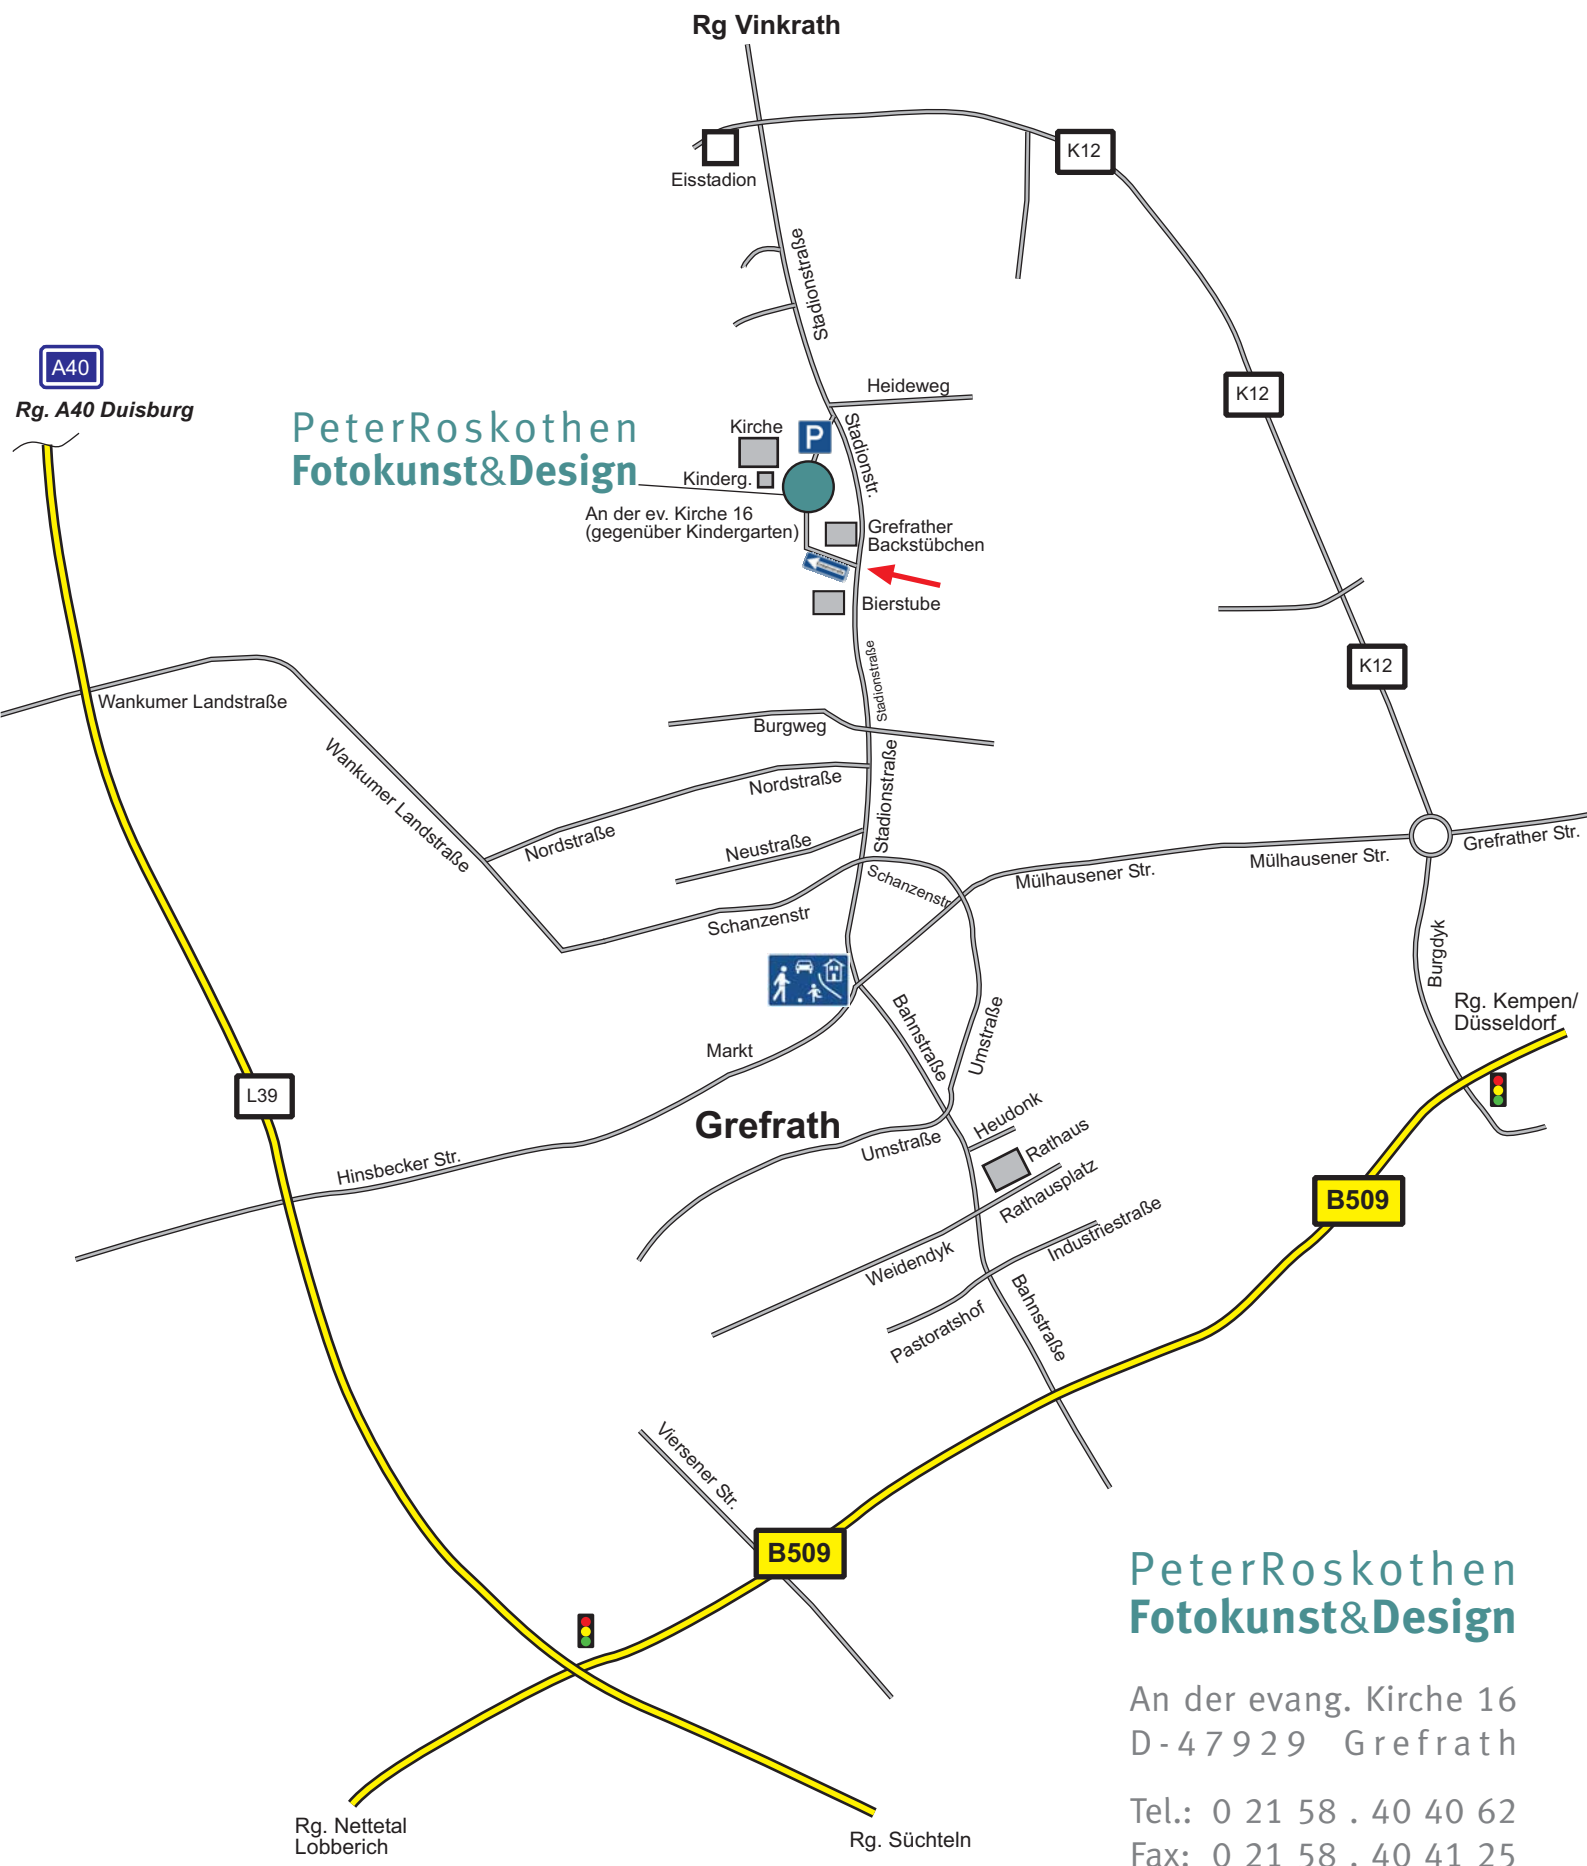 Rg Vinkrath
K12
Eisstadion
Stadionstraße
A40
Rg. A40 Duisburg
Heideweg
K12
PeterRoskothen
Fotokunst&Design
Kirche
P
Stadionstr.
Kinderg.
An der ev. Kirche 16
(gegenüber Kindergarten)
Grefrather
Backstübchen
Bierstube
K12
Stadionstraße
Wankumer Landstraße
Burgweg
Wankumer Landstraße
Nordstraße
Stadionstraße
Nordstraße
Neustraße
Grefrather Str.
Mülhausener Str.
Mülhausener Str.
Schanzenstr
Schanzenstr
Burgdyk
Rg. Kempen/
Düsseldorf
Bahnstraße
Umstraße
Markt
L39
Grefrath
Heudonk
Umstraße
Rathaus
Hinsbecker Str.
Rathausplatz
B509
Industriestraße
Weidendyk
Bahnstraße
Pastoratshof
Viersener Str.
B509
PeterRoskothen
Fotokunst&Design
An der evang. Kirche 16
D-47929 Grefrath
Tel.: 0 21 58 . 40 40 62
Fax: 0 21 58 . 40 41 25
Rg. Nettetal
Lobberich
Rg. Süchteln